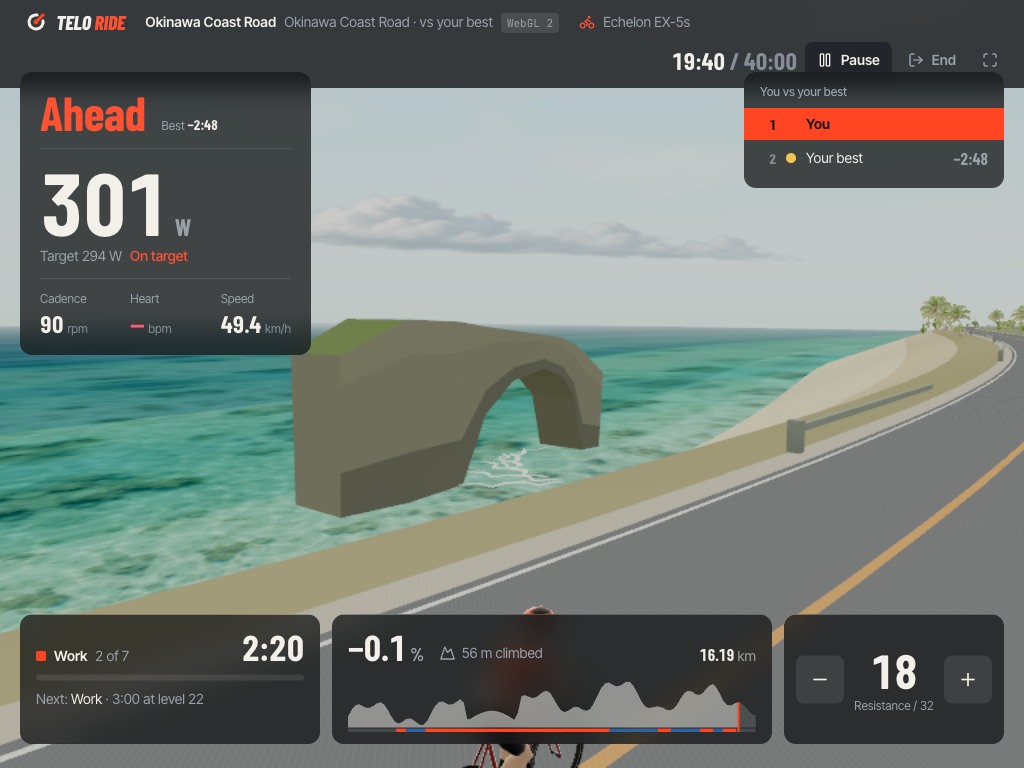 TELO RIDE Okinawa Coast Road Okinawa Coast Road · vs your best WebGL 2 Echelon EX-5s
19:40 / 40:00 Pause End
Ahead Best −2:48
301 W
Target 294 W On target
Cadence Heart Speed
90 rpm — bpm 49.4 km/h
You vs your best
1 You
2 Your best −2:48
Work 2 of 7 2:20
Next: Work · 3:00 at level 22
−0.1 % 56 m climbed 16.19 km
− 18 +
Resistance / 32